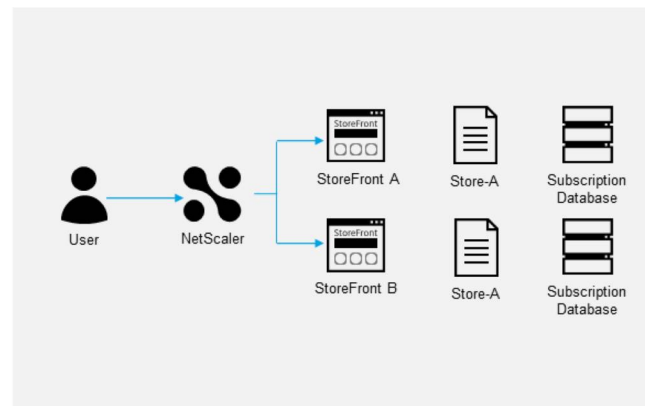 StoreFront
StoreFront A
Store-A
Subscription
Database
User
NetScaler
StoreFront
StoreFront B
Store-A
Subscription
Database